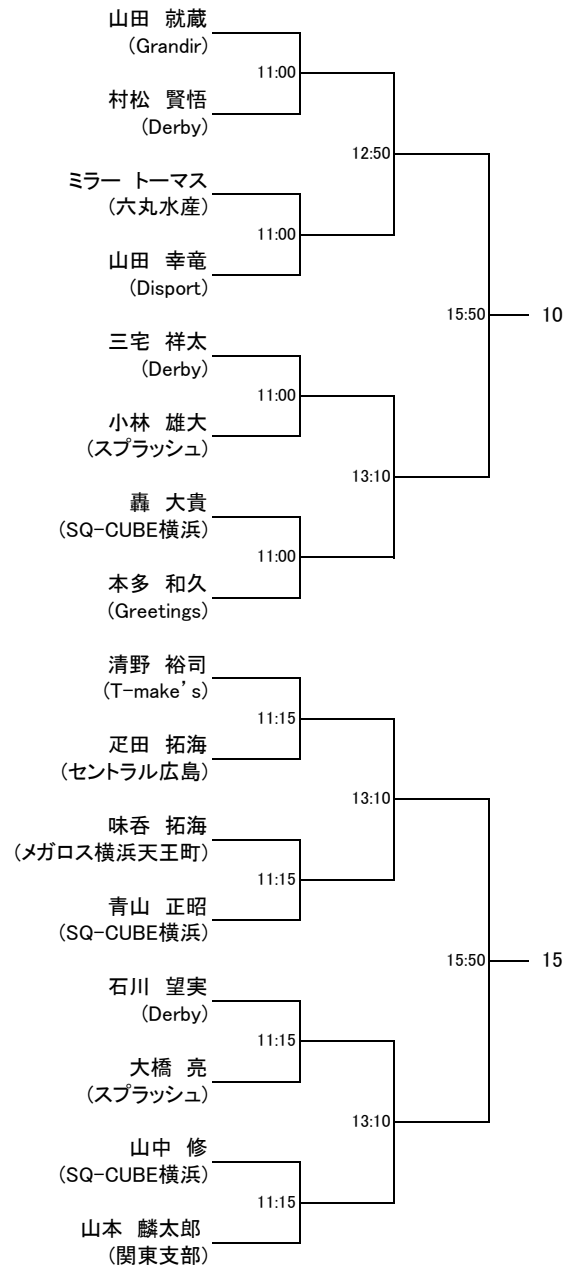 山田 就蔵
(Grandir)
11:00
村松 賢悟
(Derby)
12:50
ミラー トーマス
(六丸水産)
11:00
山田 幸竜
(Disport)
15:50
10
三宅 祥太
(Derby)
11:00
小林 雄大
(スプラッシュ)
13:10
轟 大貴
(SQ-CUBE横浜)
11:00
本多 和久
(Greetings)
清野 裕司
(T-make's)
11:15
疋田 拓海
(セントラル広島)
13:10
味呑 拓海
(メガロス横浜天王町)
11:15
青山 正昭
(SQ-CUBE横浜)
15:50
15
石川 望実
(Derby)
11:15
大橋 亮
(スプラッシュ)
13:10
山中 修
(SQ-CUBE横浜)
11:15
山本 麟太郎
(関東支部)